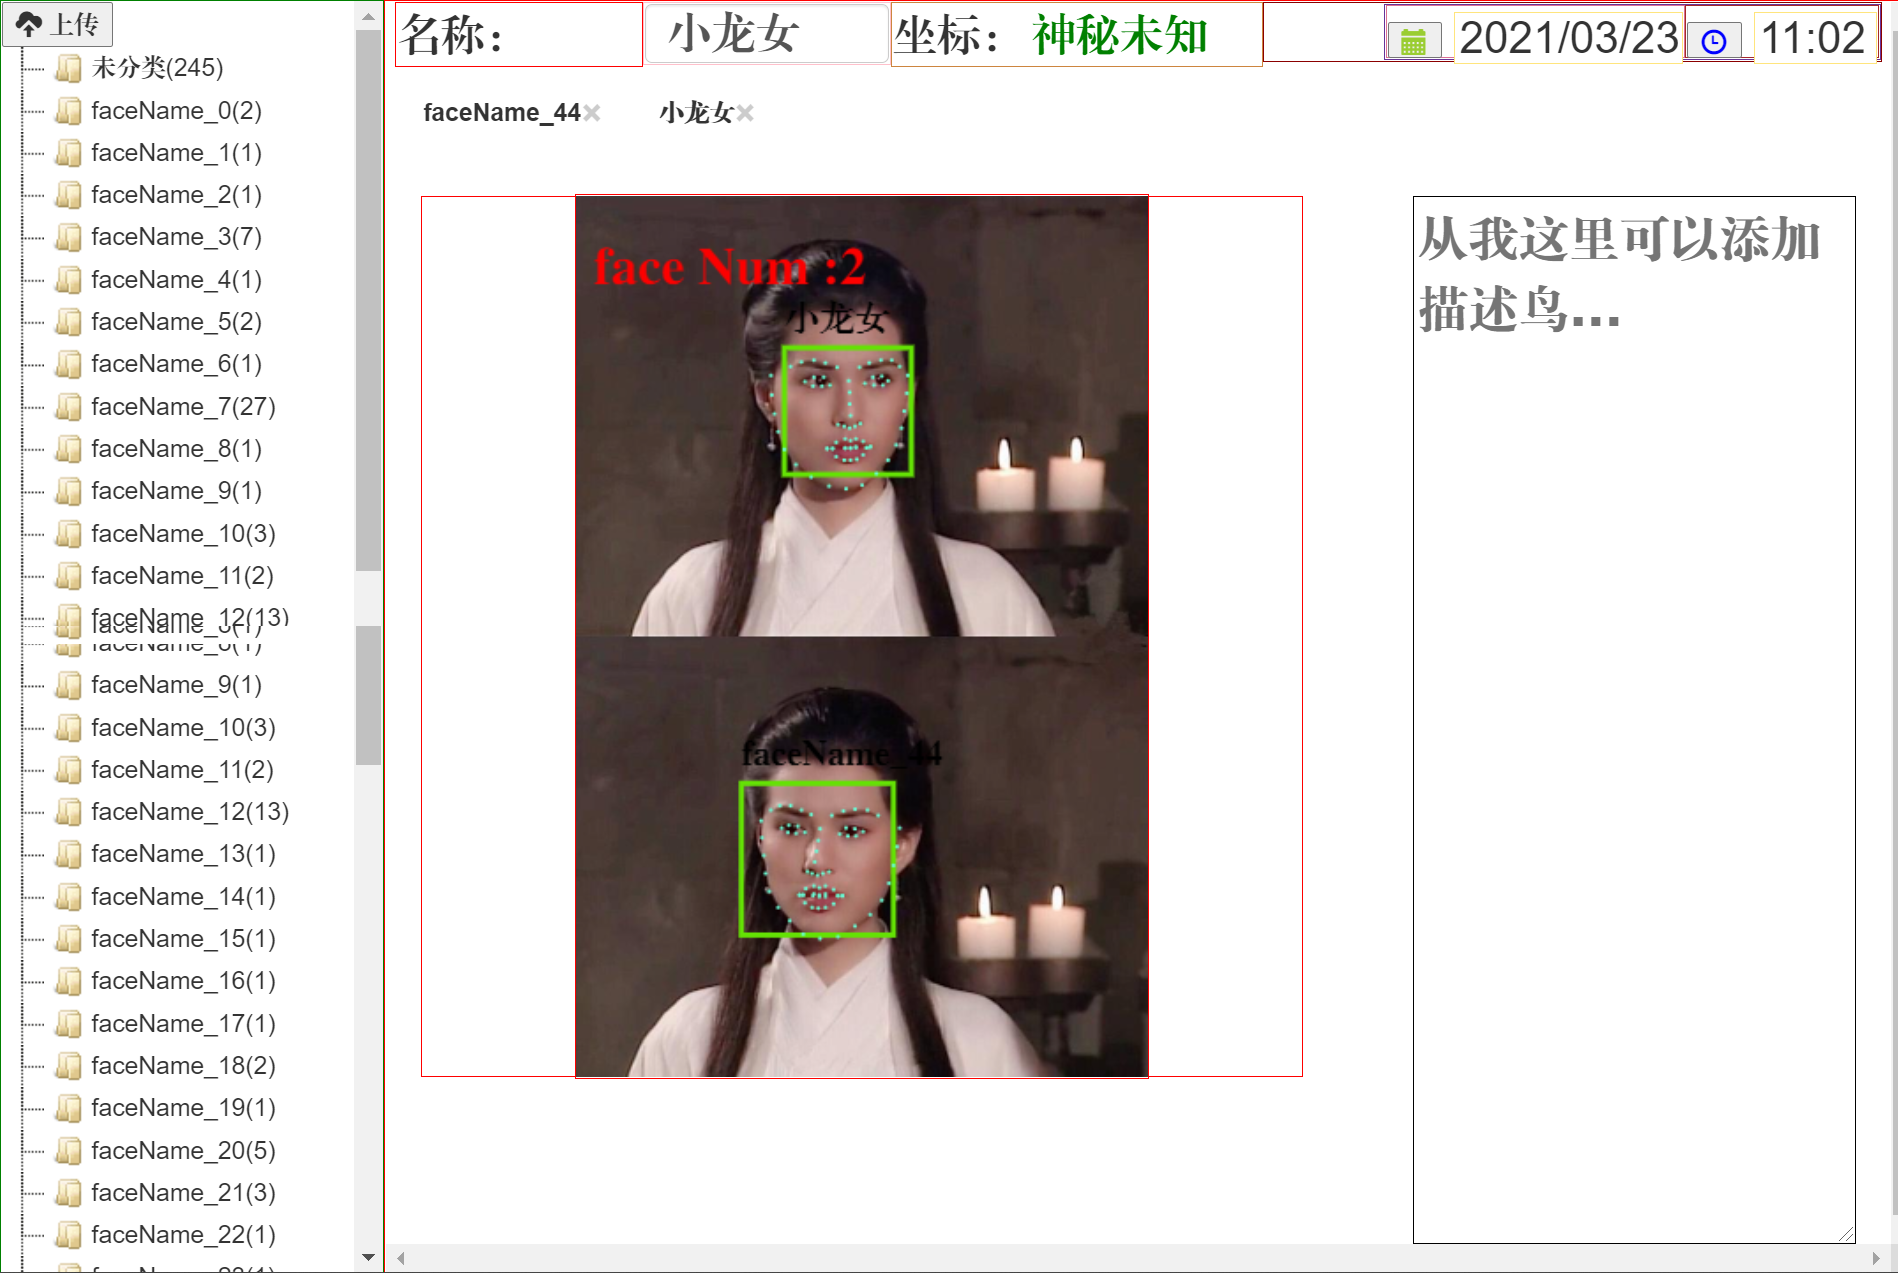 上传
未分类(245)
faceName_0(2)
faceName_1(1)
faceName_2(1)
faceName_3(7)
faceName_4(1)
faceName_5(2)
faceName_6(1)
faceName_7(27)
faceName_8(1)
faceName_9(1)
faceName_10(3)
faceName_11(2)
faceName_12(13)
faceName_9(1)
faceName_10(3)
faceName_11(2)
faceName_12(13)
faceName_13(1)
faceName_14(1)
faceName_15(1)
faceName_16(1)
faceName_17(1)
faceName_18(2)
faceName_19(1)
faceName_20(5)
faceName_21(3)
faceName_22(1)
名称： 小龙女 坐标： 神秘未知 2021/03/23 11:02
faceName_44 小龙女
face Num :2
小龙女
faceName_44
从我这里可以添加
描述鸟...